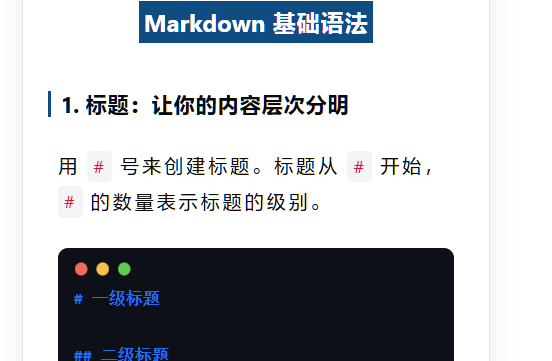 Markdown 基础语法
1. 标题：让你的内容层次分明
用 # 号来创建标题。标题从 # 开始，
# 的数量表示标题的级别。
# 一级标题
## 二级标题